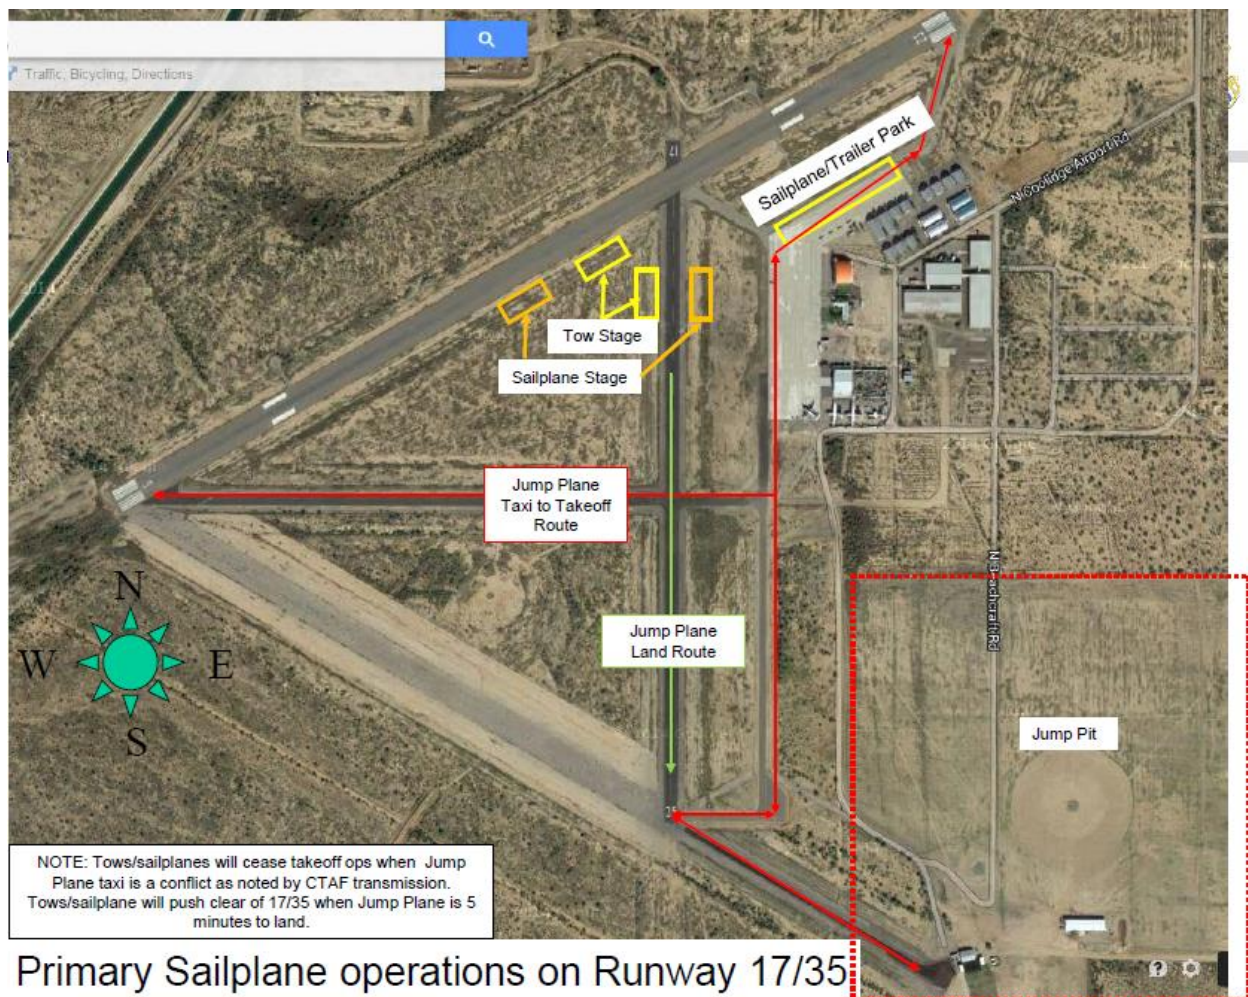 Traffic, Bicycling, Directions
Sailplane/Trailer Park
N Coolidge Airport Rd
17
Tow Stage
Sailplane Stage
Jump Plane
Taxi to Takeoff
Route
N Beachcraft Rd
N
W
E
S
Jump Plane
Land Route
Jump Pit
NOTE: Tows/sailplanes will cease takeoff ops when Jump
Plane taxi is a conflict as noted by CTAF transmission.
Tows/sailplane will push clear of 17/35 when Jump Plane is 5
minutes to land.
Primary Sailplane operations on Runway 17/35